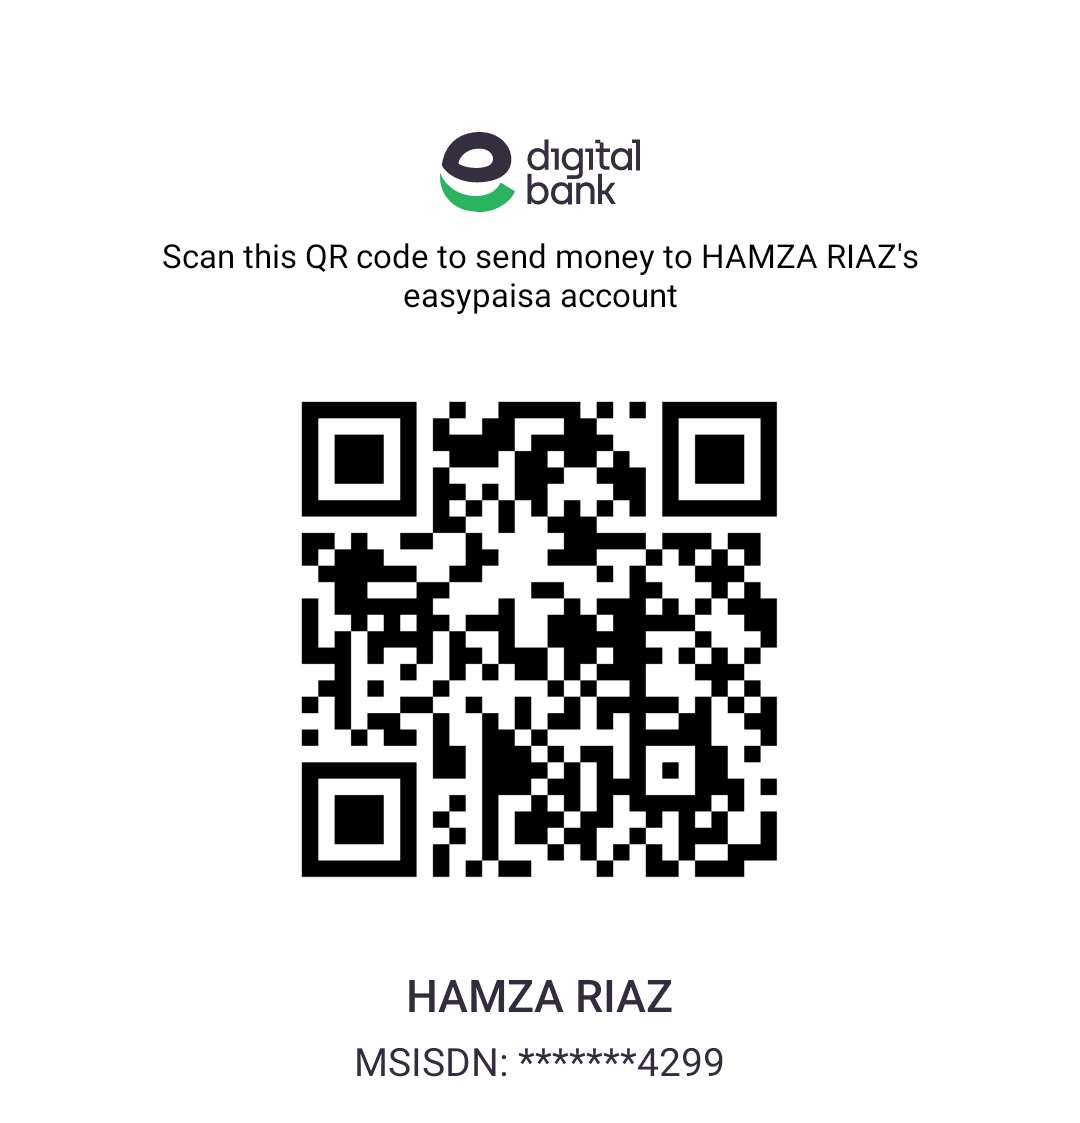 digital
bank
Scan this QR code to send money to HAMZA RIAZ's
easypaisa account
HAMZA RIAZ
MSISDN: *******4299